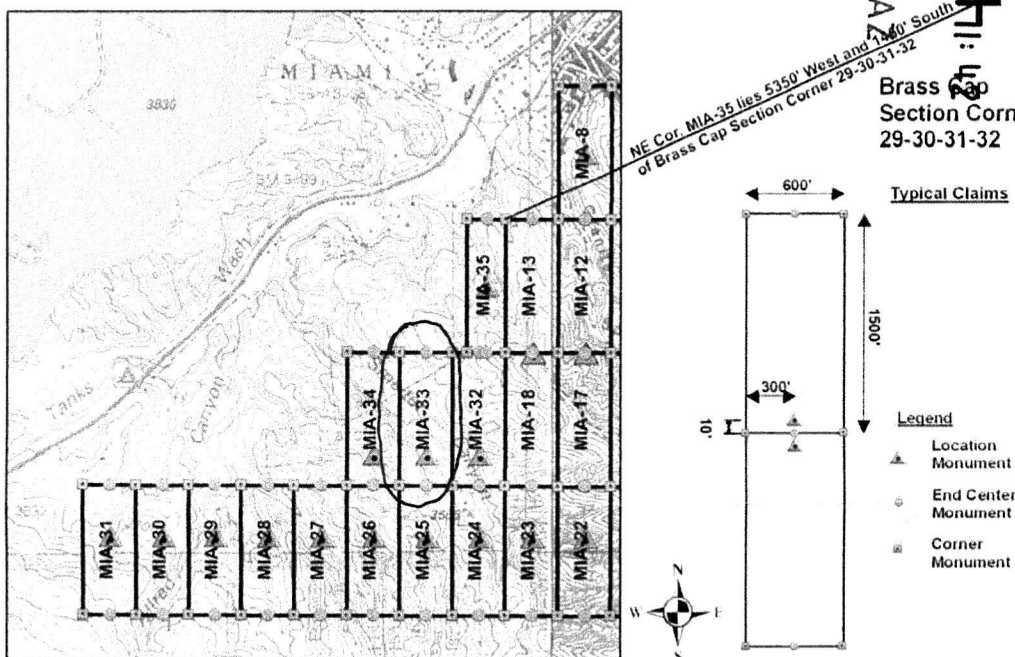 MIAMI
3836
Wash
Tanks
Canyon
MIA-8
MIA-35
MIA-13
MIA-12
MIA-34
MIA-33
MIA-32
MIA-18
MIA-17
MIA-31
MIA-30
MIA-29
MIA-28
MIA-27
MIA-26
MIA-25
MIA-24
MIA-23
MIA-22
NE Cor. MIA-35 lies 5350' West and South
of Brass Cap Section Corner 29-30-31-32
AZ
Brass Cap
Section Corn
29-30-31-32
Typical Claims
600'
1500'
300'
10'
Legend
Location
Monument
End Center
Monument
Corner
Monument
N
W E